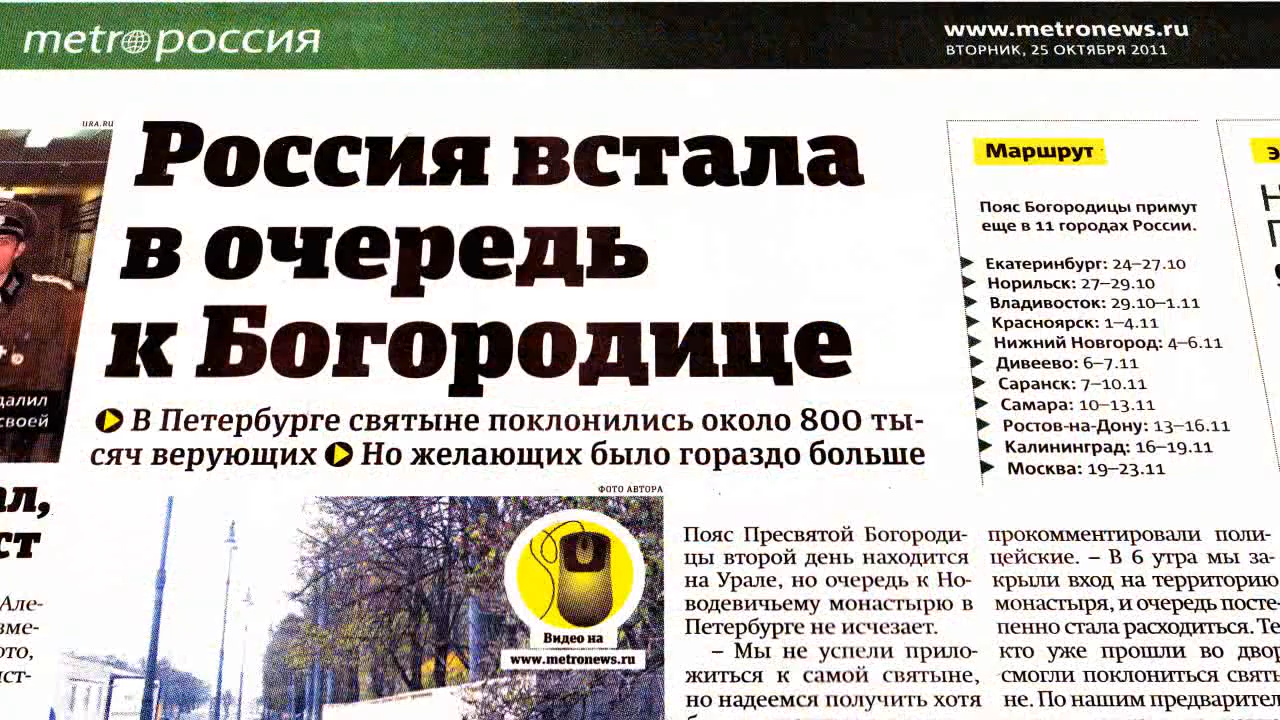 metro россия
www.metronews.ru
ВТОРНИК, 25 ОКТЯБРЯ 2011
URA.RU
Россия встала
в очередь
к Богородице
В Петербурге святыне поклонились около 800 ты-
сяч верующих Но желающих было гораздо больше
Маршрут
Пояс Богородицы примут
еще в 11 городах России.
Екатеринбург: 24–27.10
Норильск: 27–29.10
Владивосток: 29.10–1.11
Красноярск: 1–4.11
Нижний Новгород: 4–6.11
Дивеево: 6–7.11
Саранск: 7–10.11
Самара: 10–13.11
Ростов-на-Дону: 13–16.11
Калининград: 16–19.11
Москва: 19–23.11
своей
ФОТО АВТОРА
Видео на
www.metronews.ru
Пояс Пресвятой Богороди-
цы второй день находится
на Урале, но очередь к Но-
водевичьему монастырю в
Петербурге не исчезает.
– Мы не успели прило-
житься к самой святыне,
но надеемся получить хотя
прокомментировали поли-
цейские. – В 6 утра мы за-
крыли вход на территорию
монастыря, и очередь посте-
пенно стала расходиться. Те,
кто уже прошли во двор
смогли поклониться святы
не. По нашим предварител